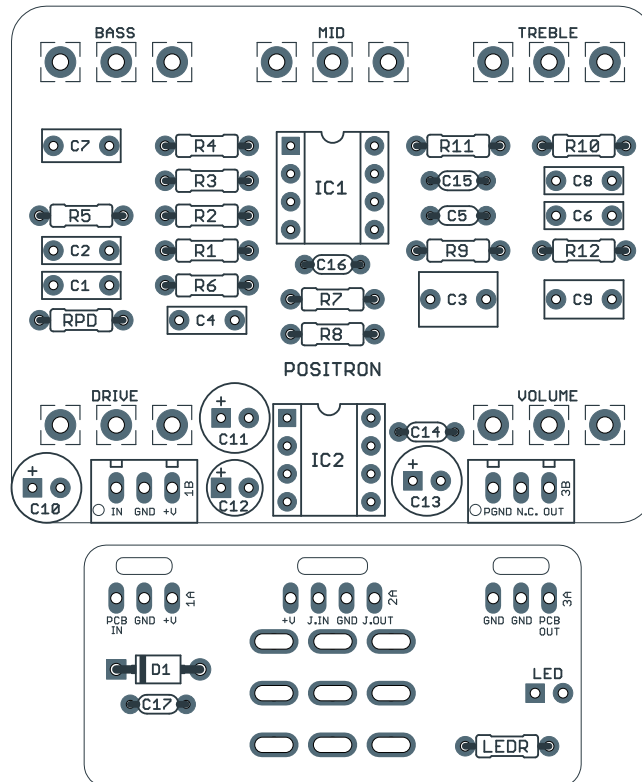 BASS MID TREBLE
C7 R4 R11 R10
R3 IC1 C15 C8
R5 R2 C5 C6
C2 R1 R9 R12
C16
C1 R6 R7 C3 C9
RPD C4 R8
POSITRON
DRIVE VOLUME
+
C11 C14
IC2
+ + +
C10 1B C12 C13 3B
IN GND +V PGND N.C. OUT
1A 2A 3A
PCB IN GND +V +V J.IN GND J.OUT GND GND PCB OUT
D1 LED
C17
LEDR